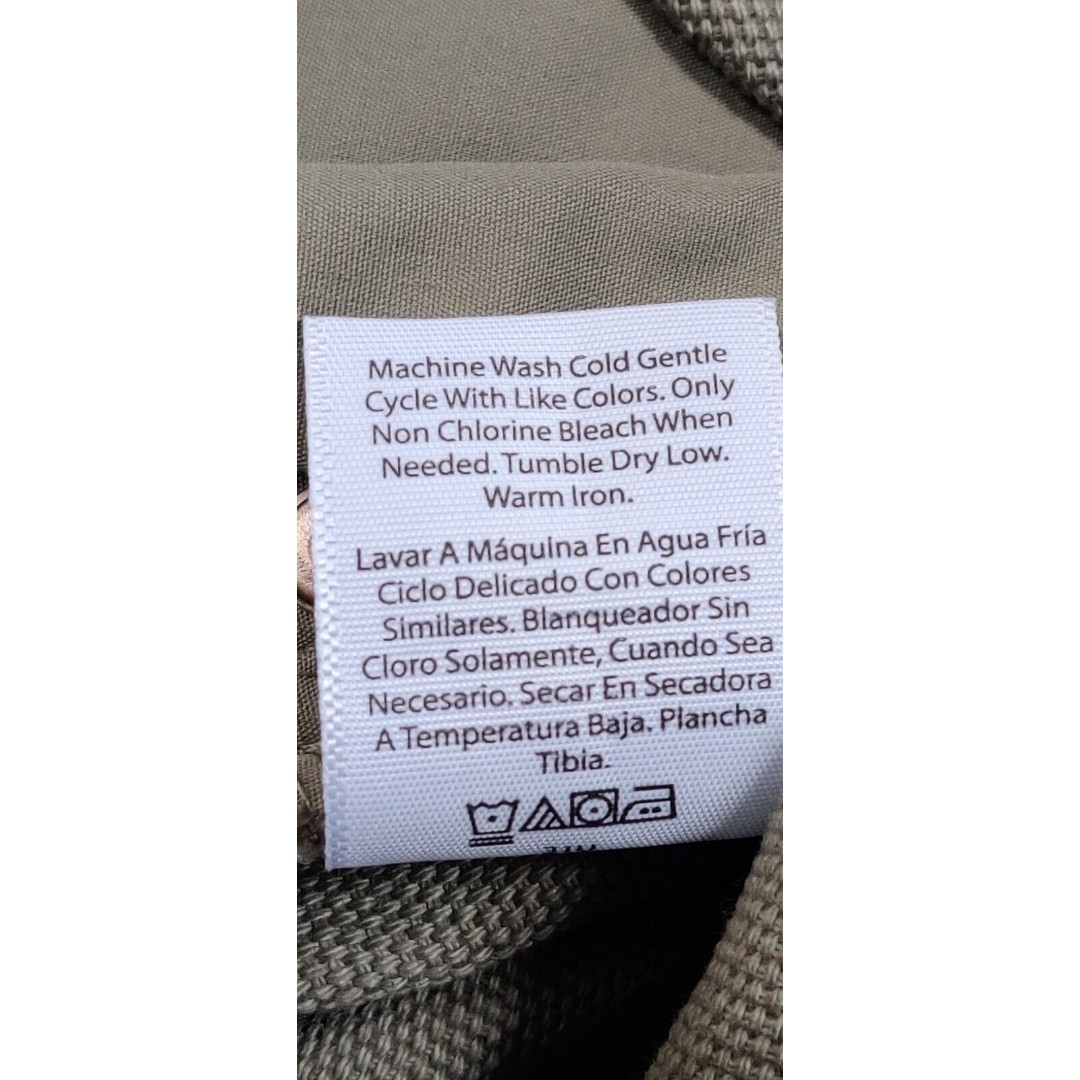 Machine Wash Cold Gentle
Cycle With Like Colors. Only
Non Chlorine Bleach When
Needed. Tumble Dry Low.
Warm Iron.
Lavar A Máquina En Agua Fría
Ciclo Delicado Con Colores
Similares. Blanqueador Sin
Cloro Solamente, Cuando Sea
Necesario. Secar En Secadora
A Temperatura Baja. Plancha
Tibia.